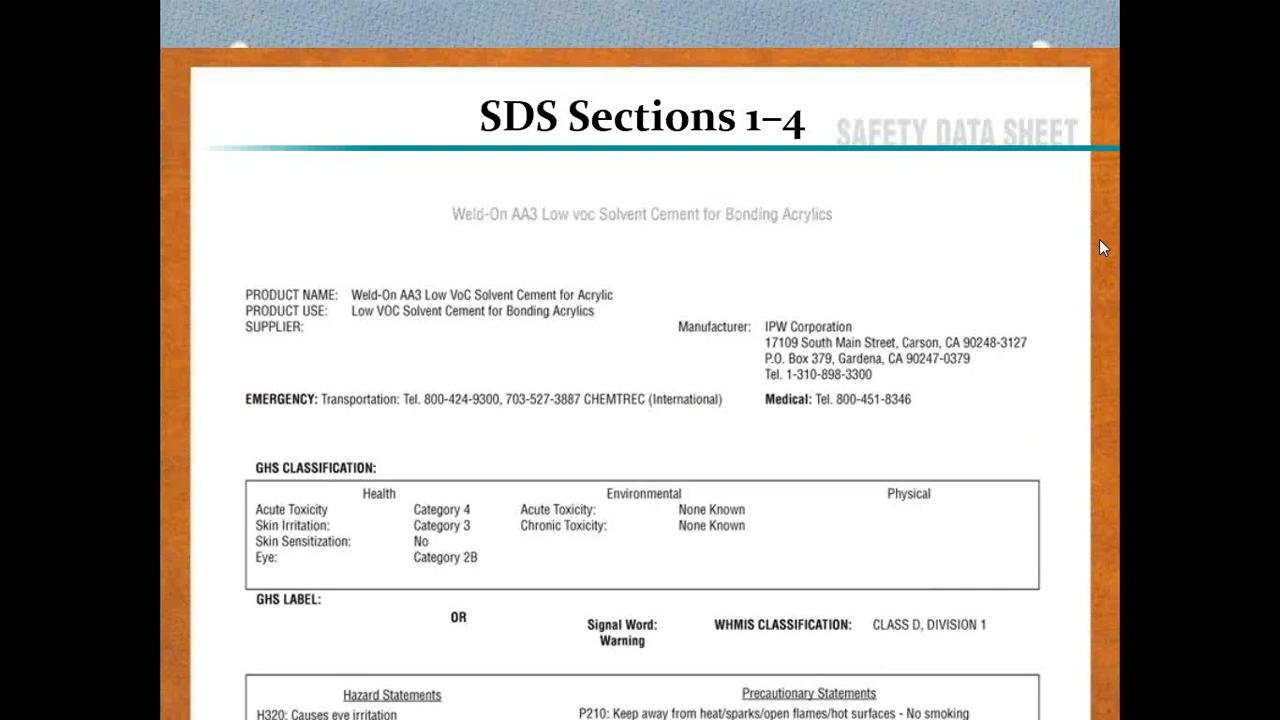 SDS Sections 1–4
SAFETY DATA SHEET
Weld-On AA3 Low voc Solvent Cement for Bonding Acrylics
PRODUCT NAME: Weld-On AA3 Low VoC Solvent Cement for Acrylic
PRODUCT USE: Low VOC Solvent Cement for Bonding Acrylics
SUPPLIER: Manufacturer: IPW Corporation
17109 South Main Street, Carson, CA 90248-3127
P.O. Box 379, Gardena, CA 90247-0379
Tel. 1-310-898-3300
EMERGENCY: Transportation: Tel. 800-424-9300, 703-527-3887 CHEMTREC (International) Medical: Tel. 800-451-8346
GHS CLASSIFICATION:
Health Environmental Physical
Acute Toxicity Category 4 Acute Toxicity: None Known
Skin Irritation: Category 3 Chronic Toxicity: None Known
Skin Sensitization: No
Eye: Category 2B
GHS LABEL:
OR
Signal Word: WHMIS CLASSIFICATION: CLASS D, DIVISION 1
Warning
Hazard Statements Precautionary Statements
H320: Causes eye irritation P210: Keep away from heat/sparks/open flames/hot surfaces - No smoking